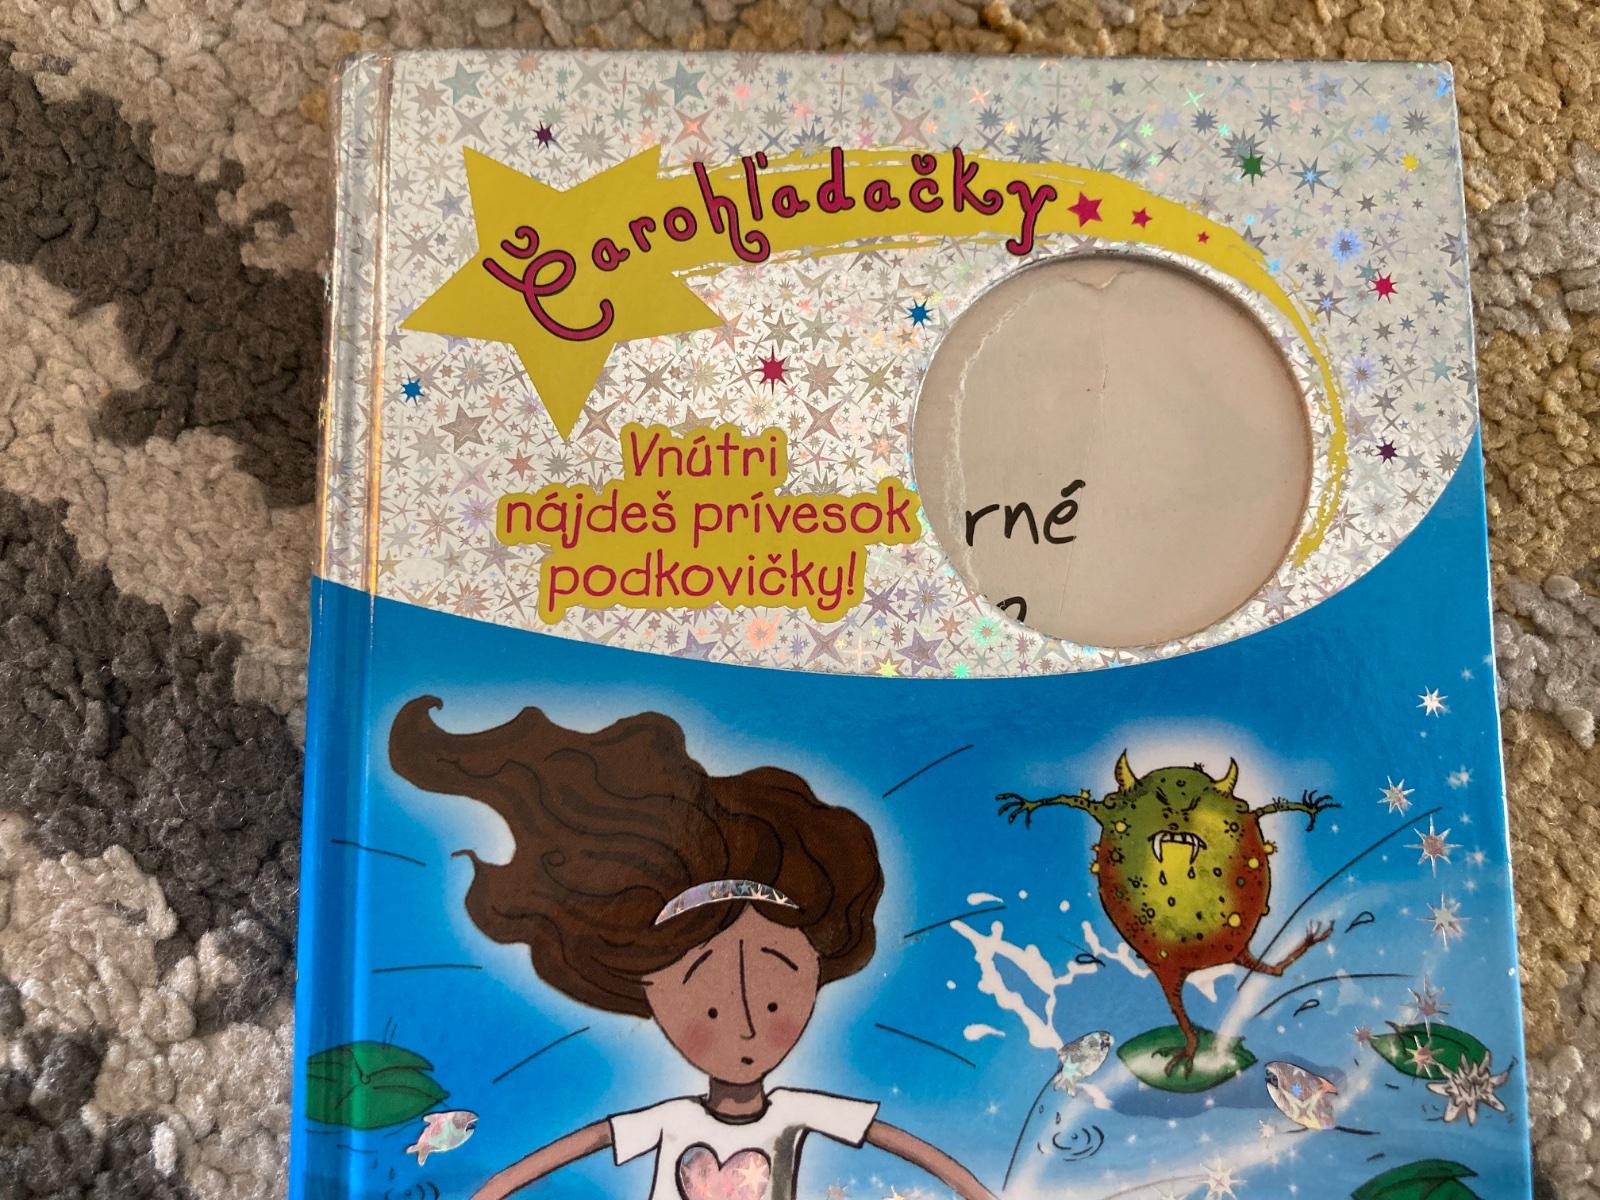 Čarohľadačky
Vnútri
nájdeš prívesok
podkovičky!
rné